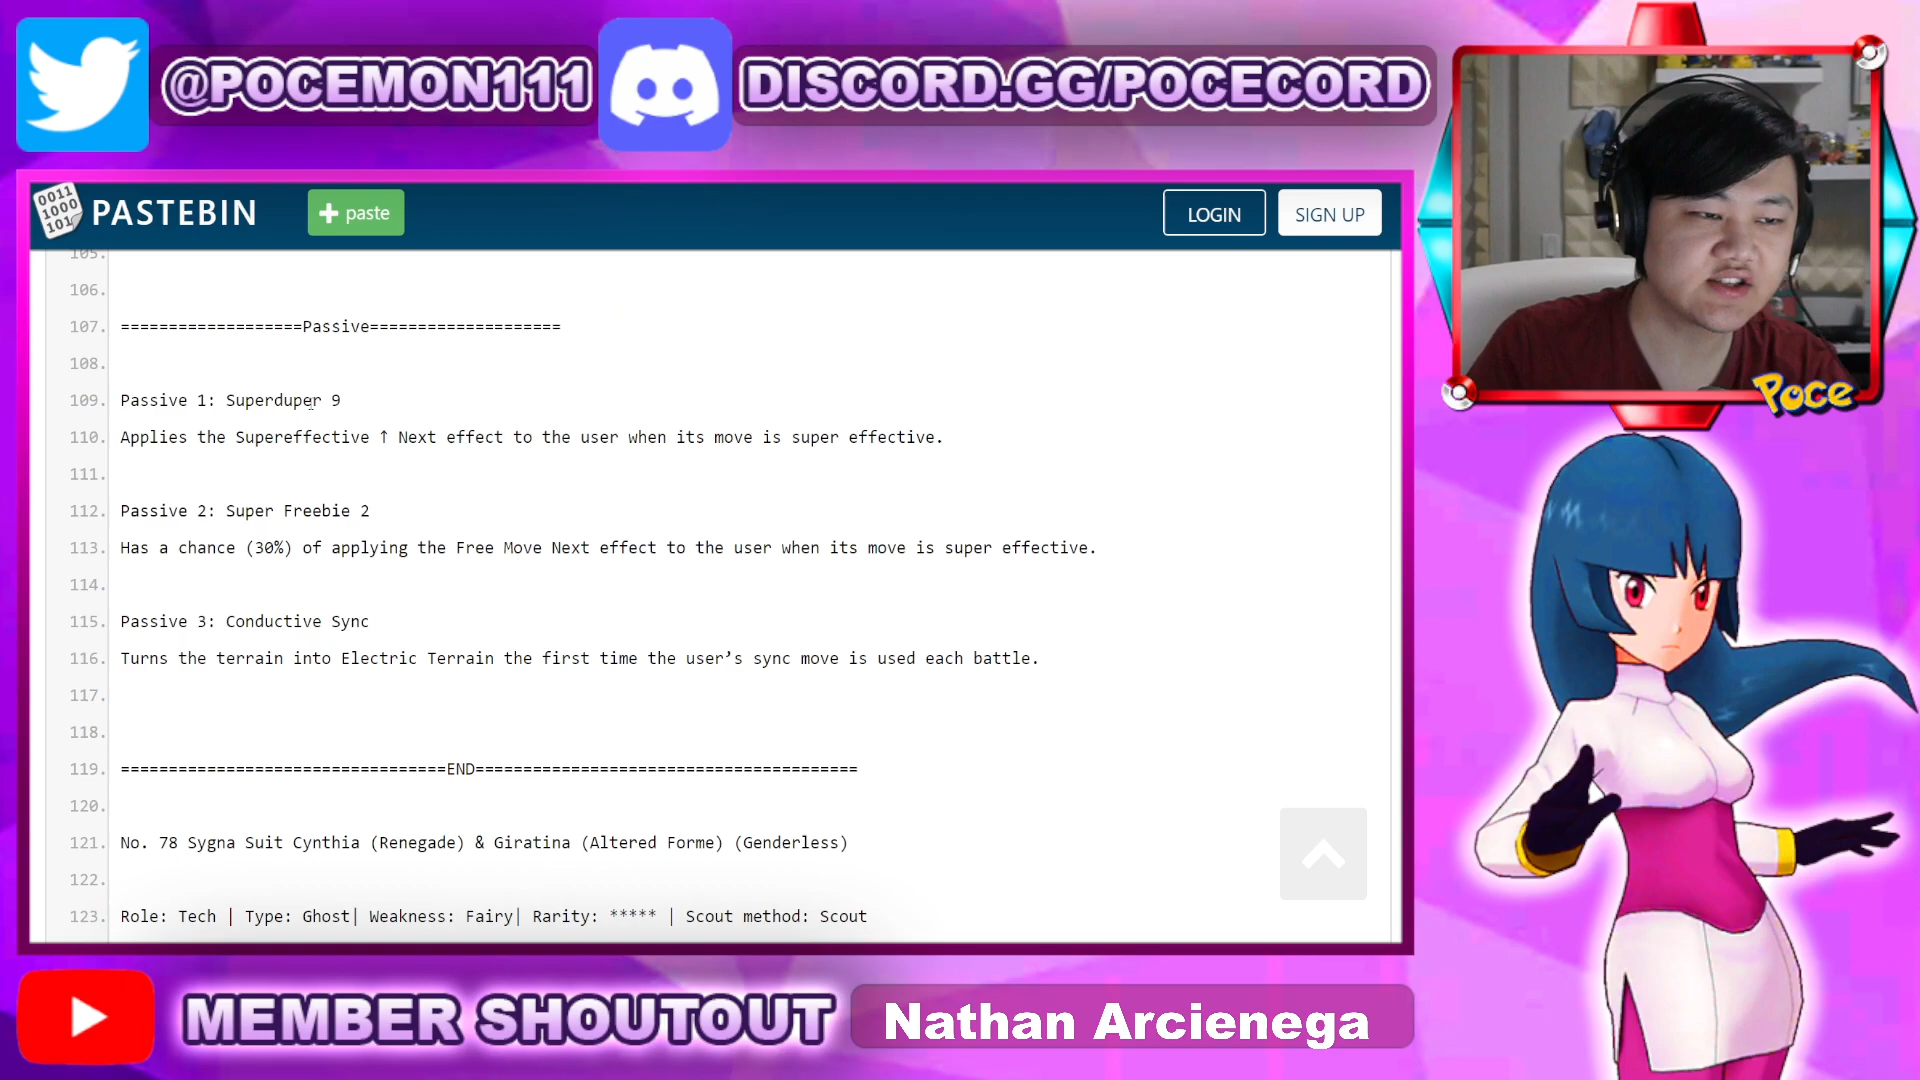 @POCEMON111
DISCORD.GG/POCECORD
0011
1000
101
PASTEBIN
+ paste
LOGIN
SIGN UP
105.
106.
107. ===================Passive====================
108.
109. Passive 1: Superduper 9
110. Applies the Supereffective ↑ Next effect to the user when its move is super effective.
111.
112. Passive 2: Super Freebie 2
113. Has a chance (30%) of applying the Free Move Next effect to the user when its move is super effective.
114.
115. Passive 3: Conductive Sync
116. Turns the terrain into Electric Terrain the first time the user’s sync move is used each battle.
117.
118.
119. ==================================END========================================
120.
121. No. 78 Sygna Suit Cynthia (Renegade) & Giratina (Altered Forme) (Genderless)
122.
123. Role: Tech | Type: Ghost| Weakness: Fairy| Rarity: ***** | Scout method: Scout
Poce
MEMBER SHOUTOUT
Nathan Arcienega